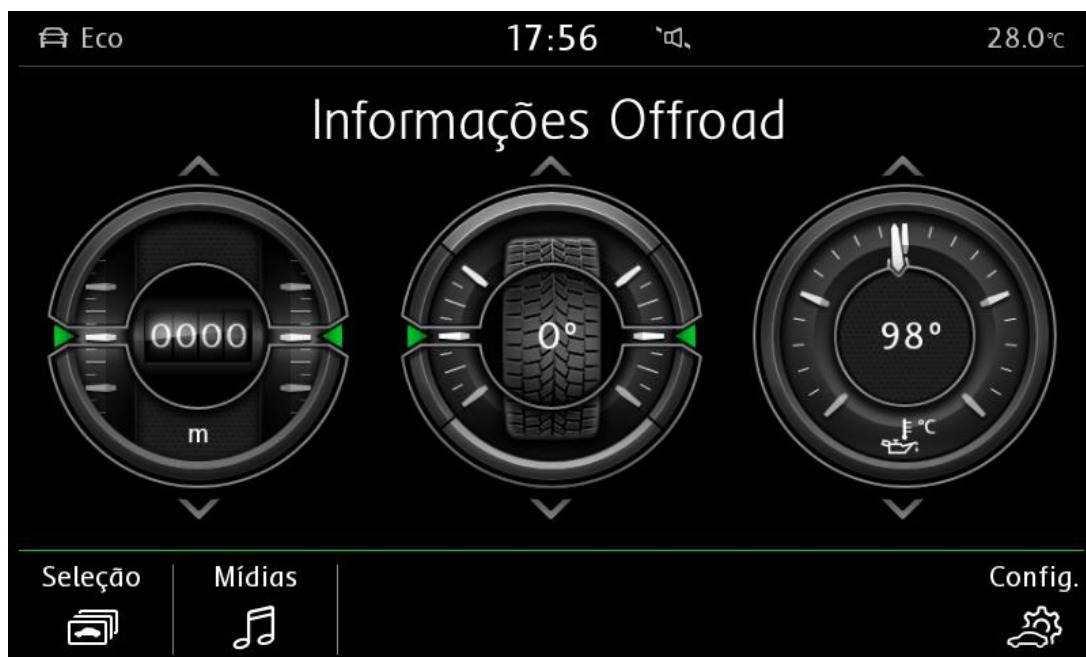 Eco
17:56
28.0°C
Informações Offroad
0000
m
0°
98°
°C
Seleção
Mídias
Config.